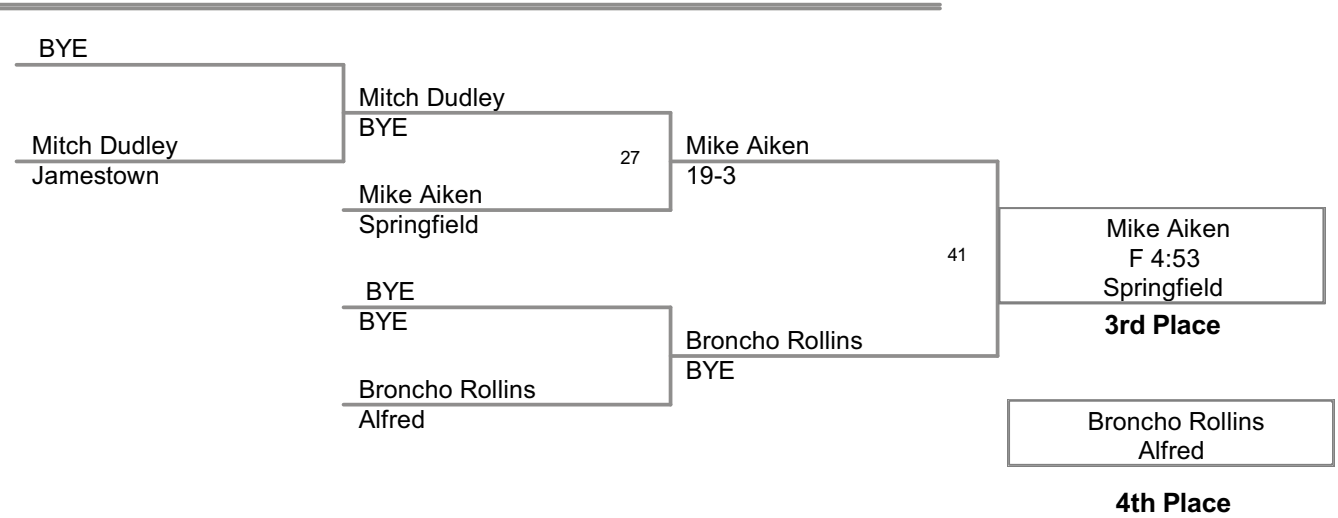 BYE
Mitch Dudley
Jamestown
Mitch Dudley
BYE
27
Mike Aiken
Springfield
BYE
BYE
Broncho Rollins
Alfred
Mike Aiken
19-3
41
Broncho Rollins
BYE
Mike Aiken
F 4:53
Springfield
3rd Place
Broncho Rollins
Alfred
4th Place